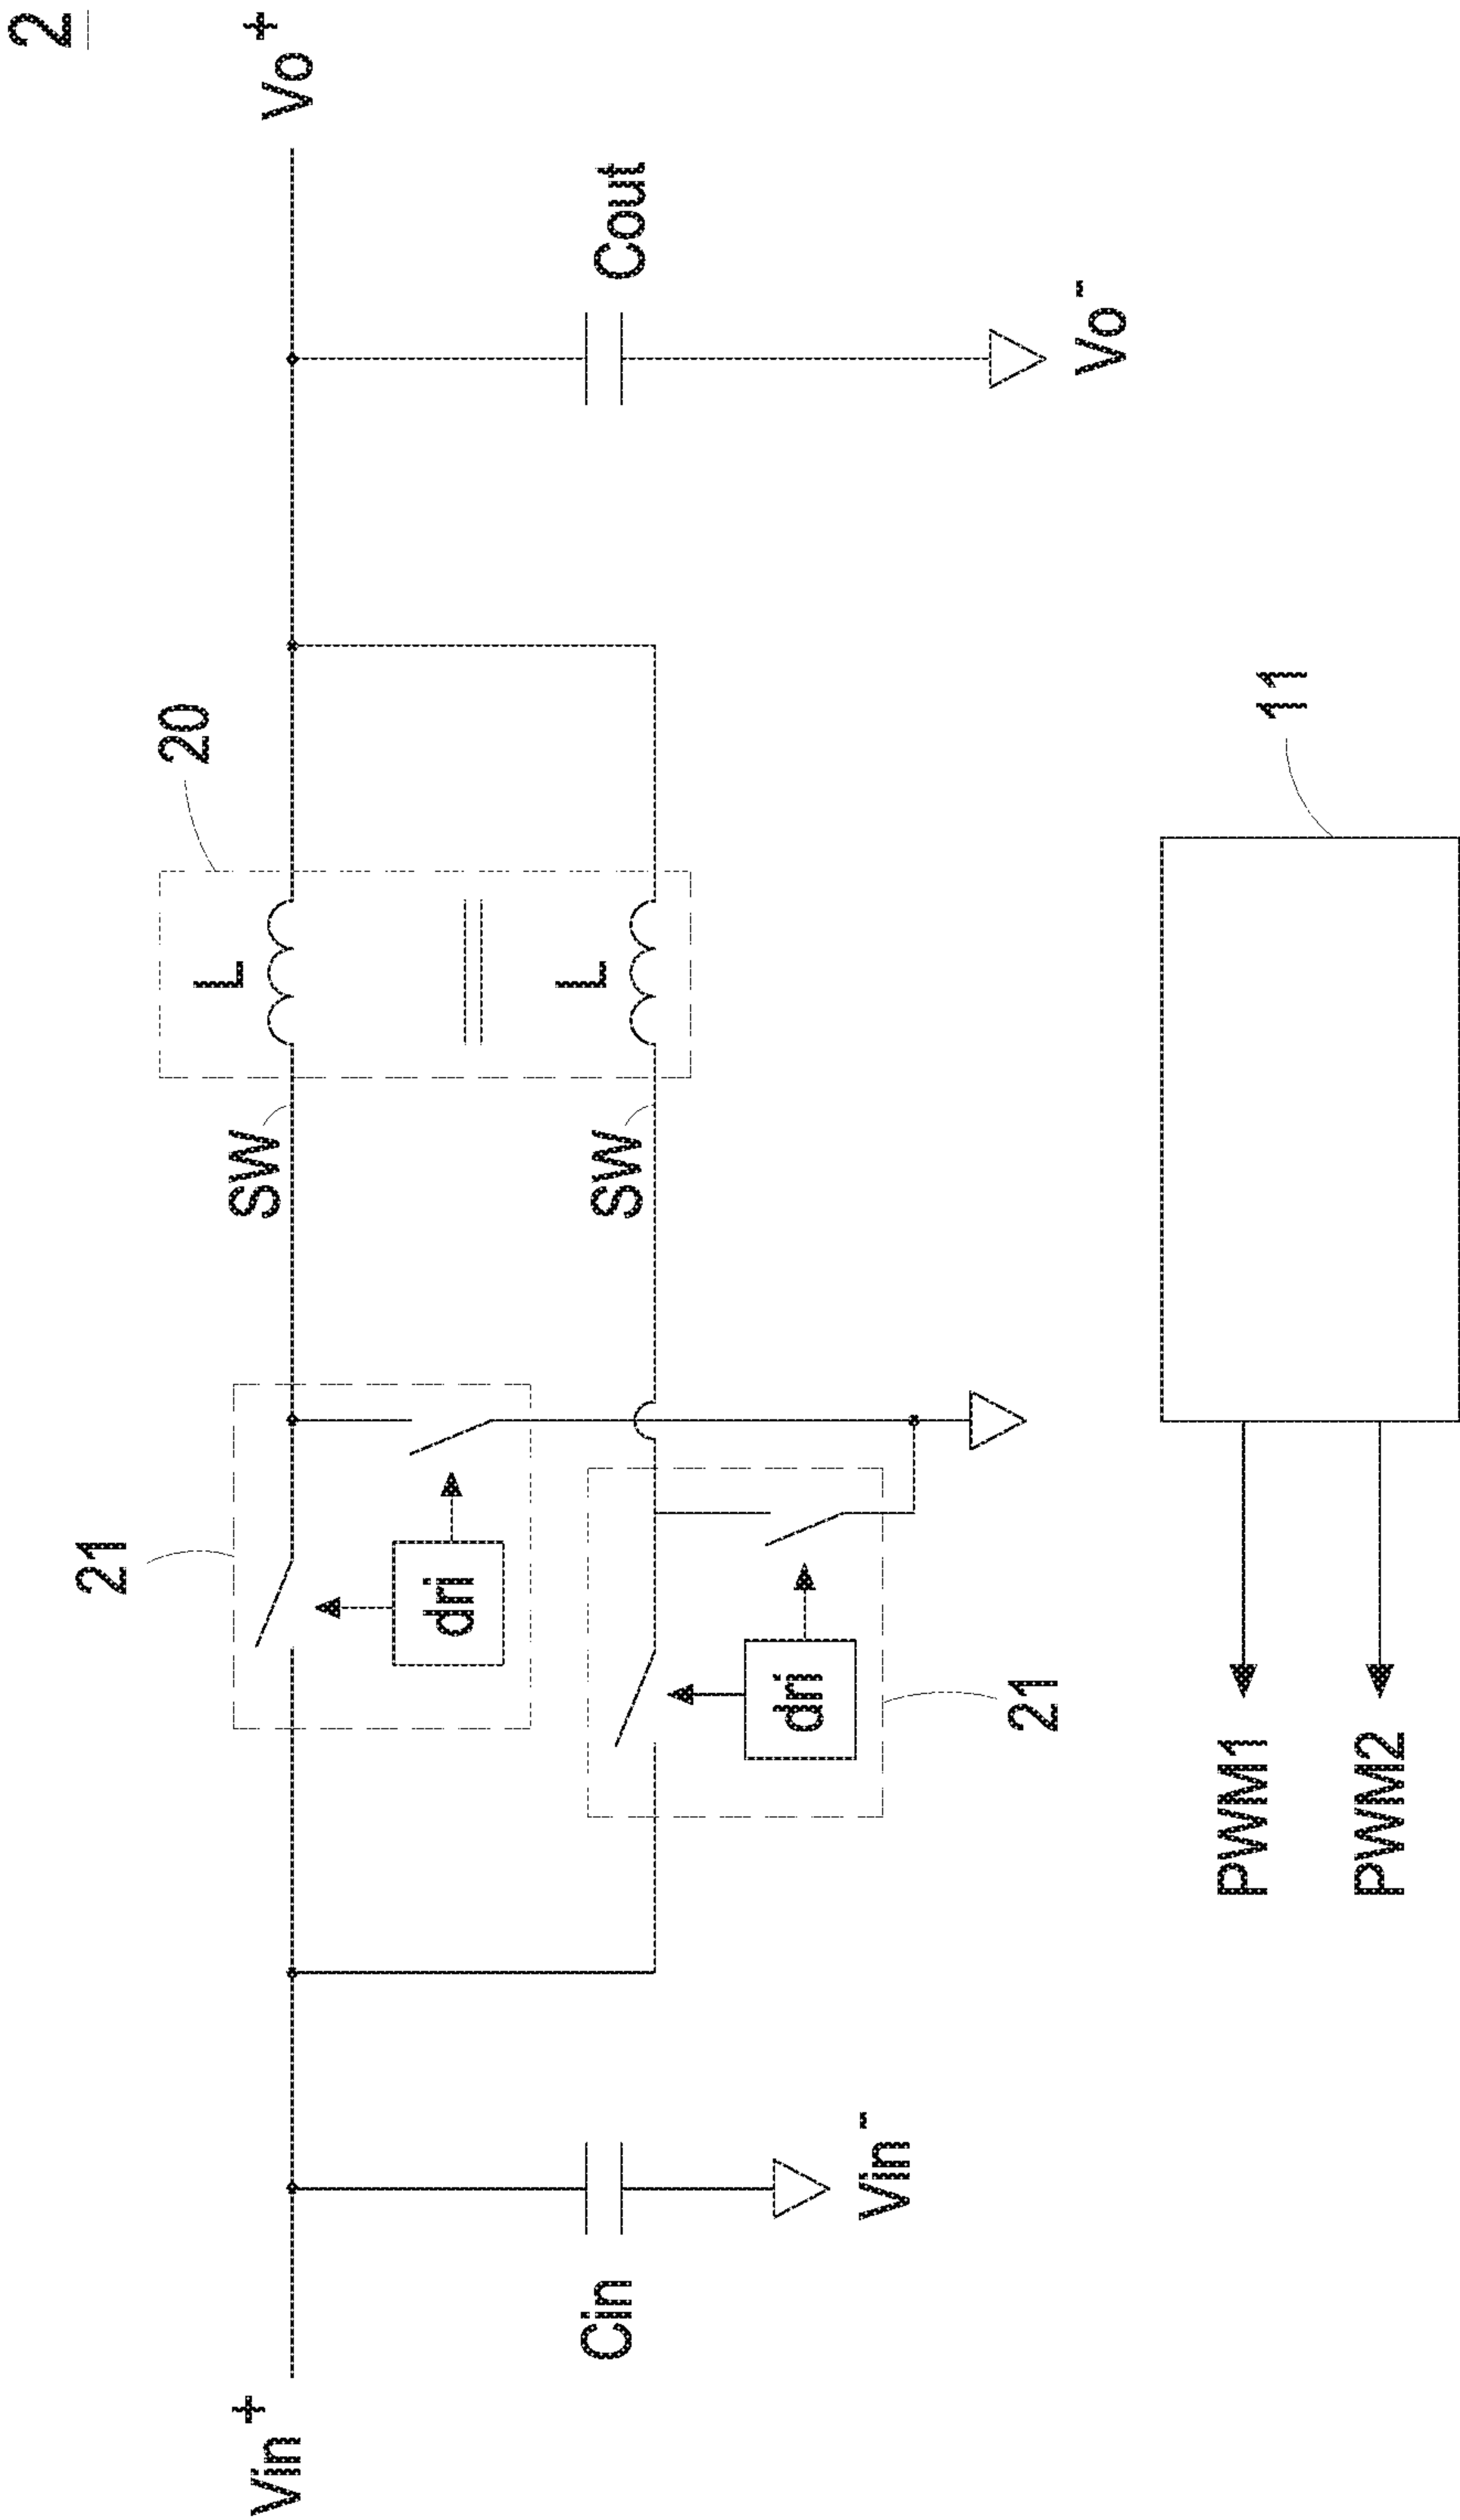 2
Vin+
Vo+
21
20
L
SW
dri
L
SW
dri
21
Cin
Vin-
Cout
Vo-
11
PWM1
PWM2